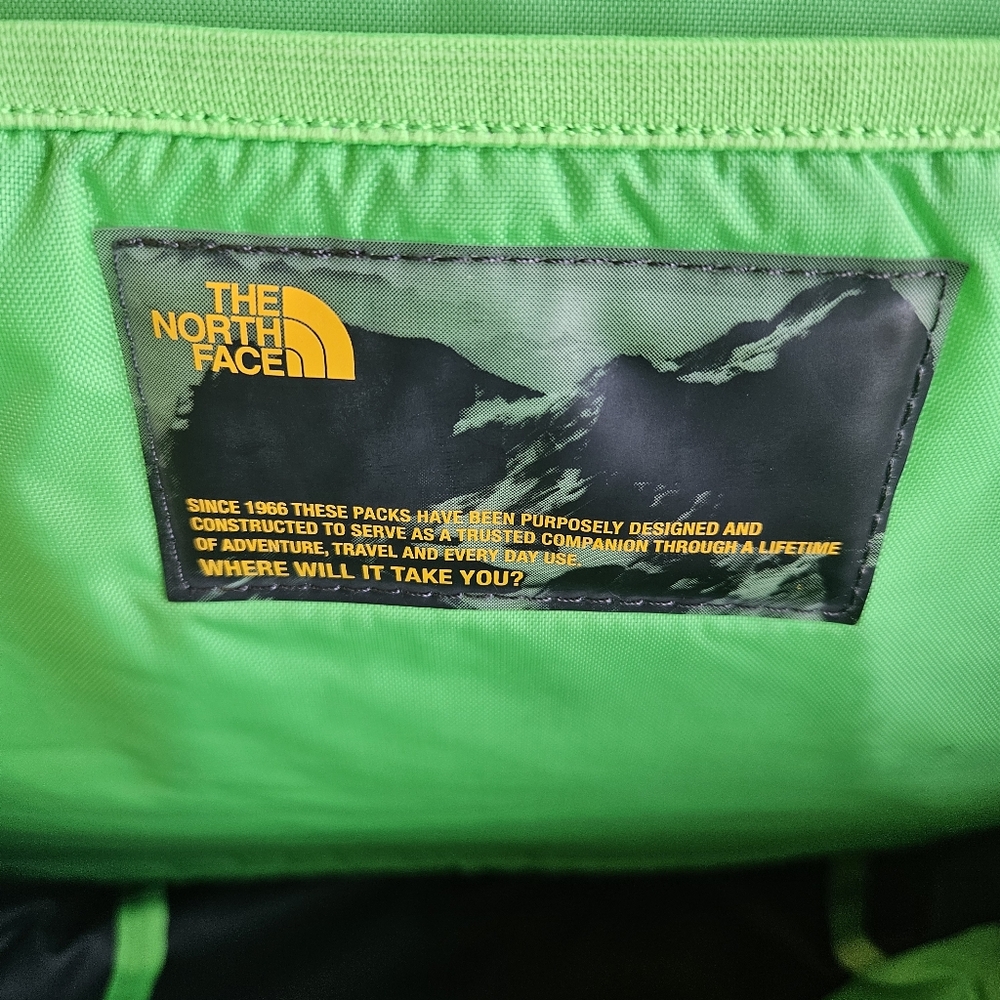 THE
NORTH
FACE
SINCE 1966 THESE PACKS HAVE BEEN PURPOSELY DESIGNED AND
CONSTRUCTED TO SERVE AS A TRUSTED COMPANION THROUGH A LIFETIME
OF ADVENTURE, TRAVEL AND EVERY DAY USE.
WHERE WILL IT TAKE YOU?